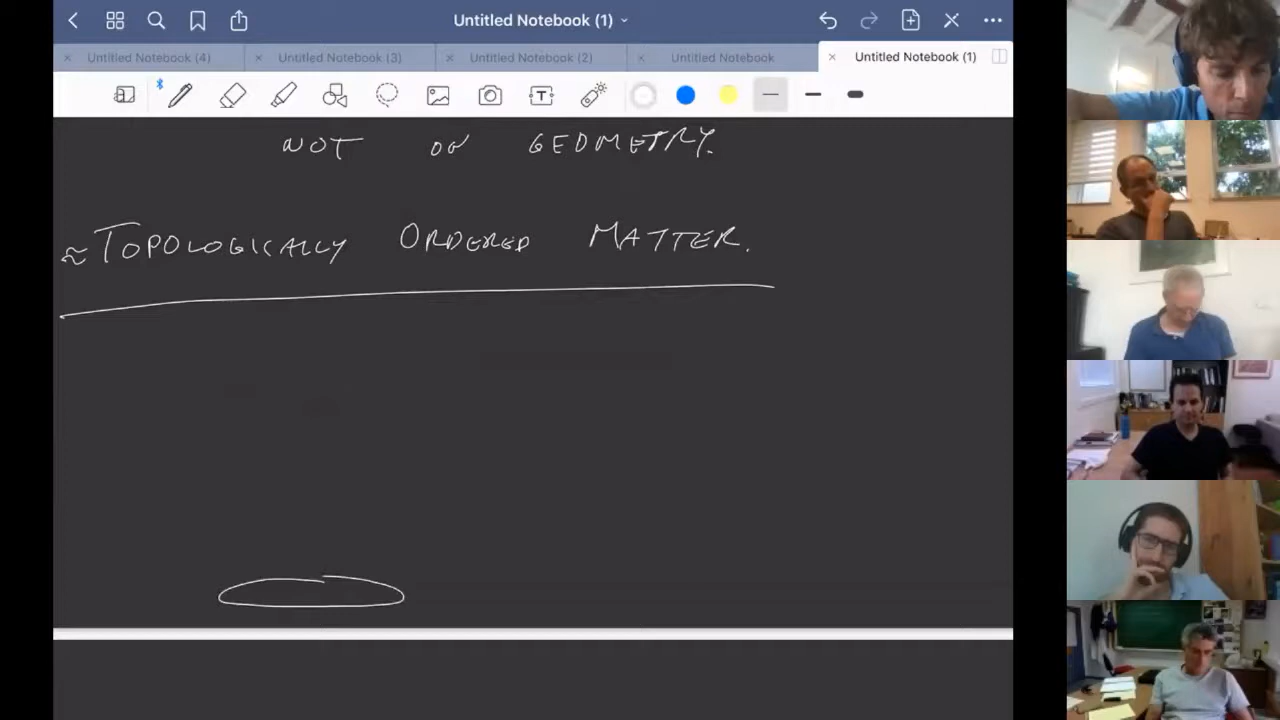 Untitled Notebook (1)
Untitled Notebook (4) Untitled Notebook (3) Untitled Notebook (2) Untitled Notebook Untitled Notebook (1)
T
NOT ON GEOMETRY.
≈ TOPOLOGICALLY ORDERED MATTER.